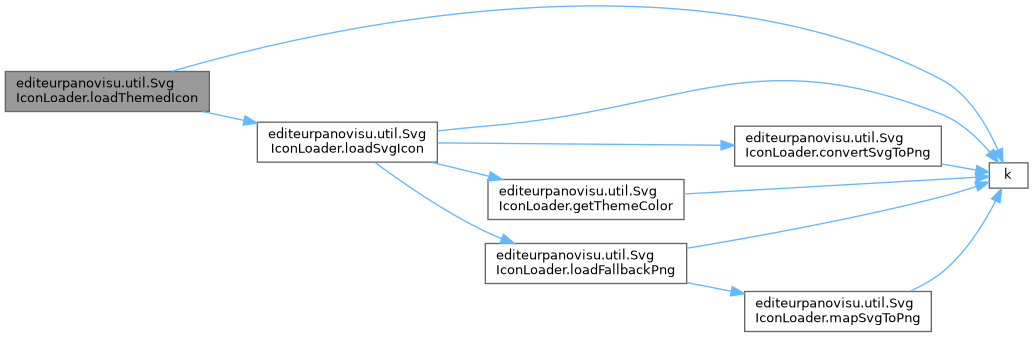 editeurpanovisu.util.Svg
IconLoader.loadThemedIcon
editeurpanovisu.util.Svg
IconLoader.loadSvgIcon
editeurpanovisu.util.Svg
IconLoader.convertSvgToPng
k
editeurpanovisu.util.Svg
IconLoader.getThemeColor
editeurpanovisu.util.Svg
IconLoader.loadFallbackPng
editeurpanovisu.util.Svg
IconLoader.mapSvgToPng